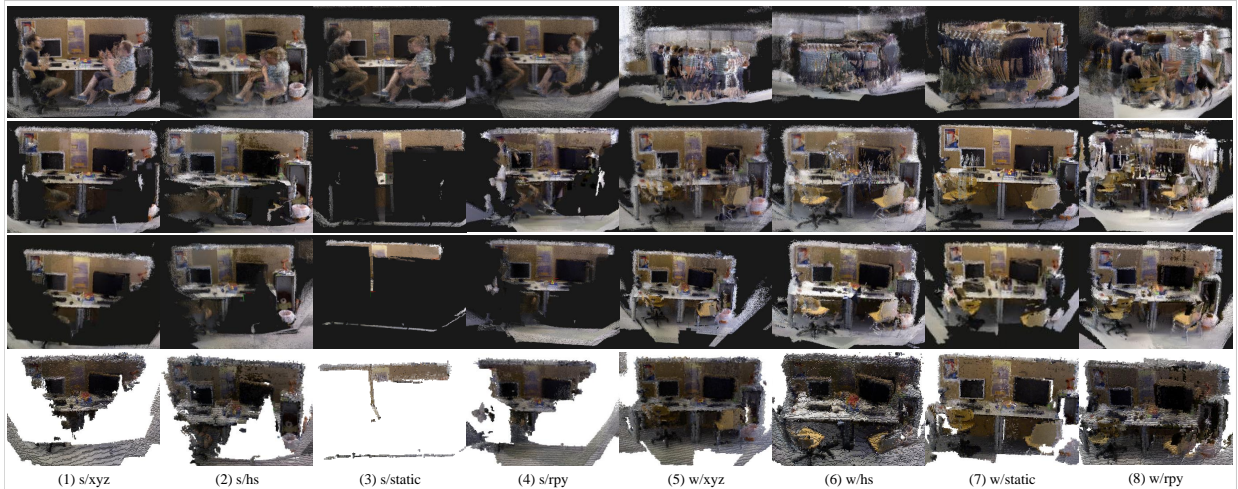 (1) s/xyz
(2) s/hs
(3) s/static
(4) s/rpy
(5) w/xyz
(6) w/hs
(7) w/static
(8) w/rpy